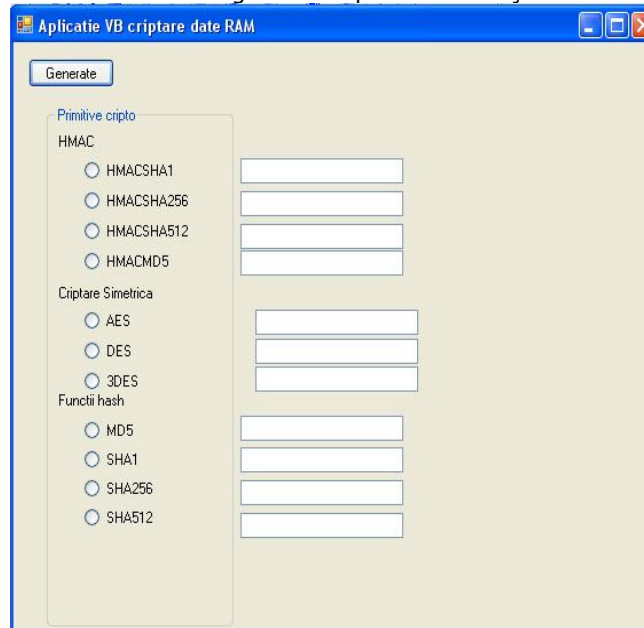 Aplicatie VB criptare date RAM
Generate
Primitive cripto
HMAC
HMACSHA1
HMACSHA256
HMACSHA512
HMACMD5
Criptare Simetrica
AES
DES
3DES
Functii hash
MD5
SHA1
SHA256
SHA512